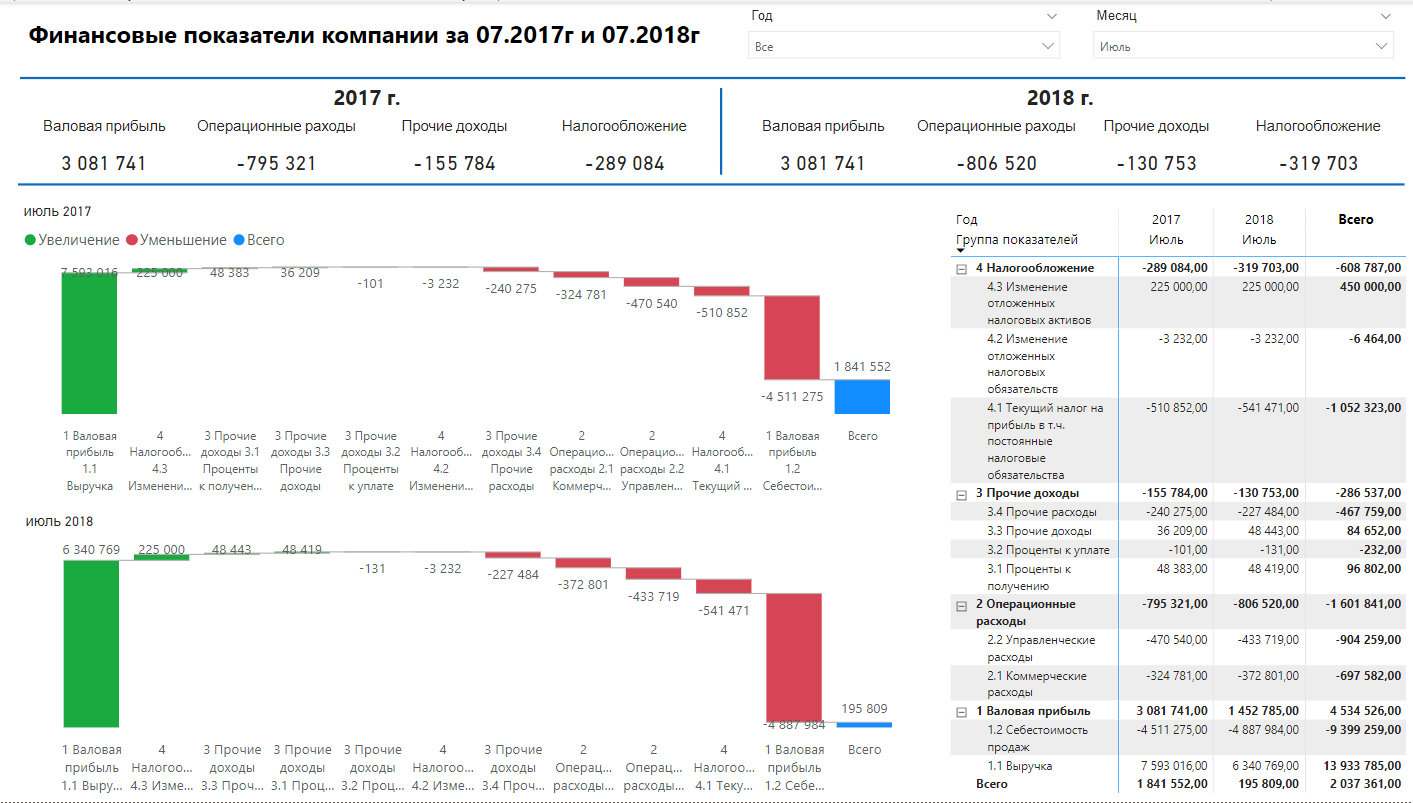 Финансовые показатели компании за 07.2017г и 07.2018г
Год
Все
Месяц
Июль
2017 г.
Валовая прибыль Операционные раходы Прочие доходы Налогообложение
3 081 741 -795 321 -155 784 -289 084
2018 г.
Валовая прибыль Операционные раходы Прочие доходы Налогообложение
3 081 741 -806 520 -130 753 -319 703
июль 2017
Увеличение Уменьшение Всего
7 593 016 225 000 48 383 36 209 -101 -3 232 -240 275 -324 781 -470 540 -510 852 -4 511 275 1 841 552
1 Валовая 4 3 Прочие 3 Прочие 3 Прочие 4 3 Прочие 2 2 4 1 Валовая Всего
прибыль Налогооб... доходы 3.1 доходы 3.3 доходы 3.2 Налогооб... доходы 3.4 Операцио... Операцио... Налогооб... прибыль
1.1 4.3 Проценты Прочие Проценты 4.2 Прочие расходы 2.1 расходы 2.2 4.1 1.2
Выручка Изменени... к получен... доходы к уплате Изменени... расходы Коммерч... Управлен... Текущий ... Себестои...
июль 2018
6 340 769 225 000 48 443 48 419 -131 -3 232 -227 484 -372 801 -433 719 -541 471 -4 887 984 195 809
1 Валовая 4 3 Прочие 3 Прочие 3 Прочие 4 3 Прочие 2 2 4 1 Валовая Всего
прибыль Налогоо... доходы доходы доходы Налогоо... доходы Операц... Операц... Налогоо... прибыль
1.1 Выру... 4.3 Изме... 3.3 Проч... 3.1 Проц... 3.2 Проц... 4.2 Изме... 3.4 Проч... расходы... расходы... 4.1 Теку... 1.2 Себе...
Год 2017 2018 Всего
Группа показателей Июль Июль
4 Налогообложение -289 084,00 -319 703,00 -608 787,00
4.3 Изменение 225 000,00 225 000,00 450 000,00
отложенных
налоговых активов
4.2 Изменение -3 232,00 -3 232,00 -6 464,00
отложенных
налоговых
обязательств
4.1 Текущий налог на -510 852,00 -541 471,00 -1 052 323,00
прибыль в т.ч.
постоянные
налоговые
обязательства
3 Прочие доходы -155 784,00 -130 753,00 -286 537,00
3.4 Прочие расходы -240 275,00 -227 484,00 -467 759,00
3.3 Прочие доходы 36 209,00 48 443,00 84 652,00
3.2 Проценты к уплате -101,00 -131,00 -232,00
3.1 Проценты к 48 383,00 48 419,00 96 802,00
получению
2 Операционные -795 321,00 -806 520,00 -1 601 841,00
расходы
2.2 Управленческие -470 540,00 -433 719,00 -904 259,00
расходы
2.1 Коммерческие -324 781,00 -372 801,00 -697 582,00
расходы
1 Валовая прибыль 3 081 741,00 1 452 785,00 4 534 526,00
1.2 Себестоимость -4 511 275,00 -4 887 984,00 -9 399 259,00
продаж
1.1 Выручка 7 593 016,00 6 340 769,00 13 933 785,00
Всего 1 841 552,00 195 809,00 2 037 361,00